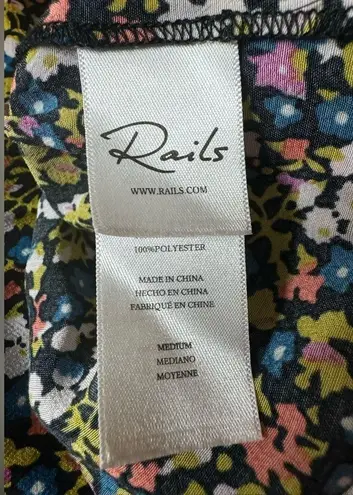 Rails
WWW.RAILS.COM
100%POLYESTER
MADE IN CHINA
HECHO EN CHINA
FABRIQUÉ EN CHINE
MEDIUM
MEDIANO
MOYENNE